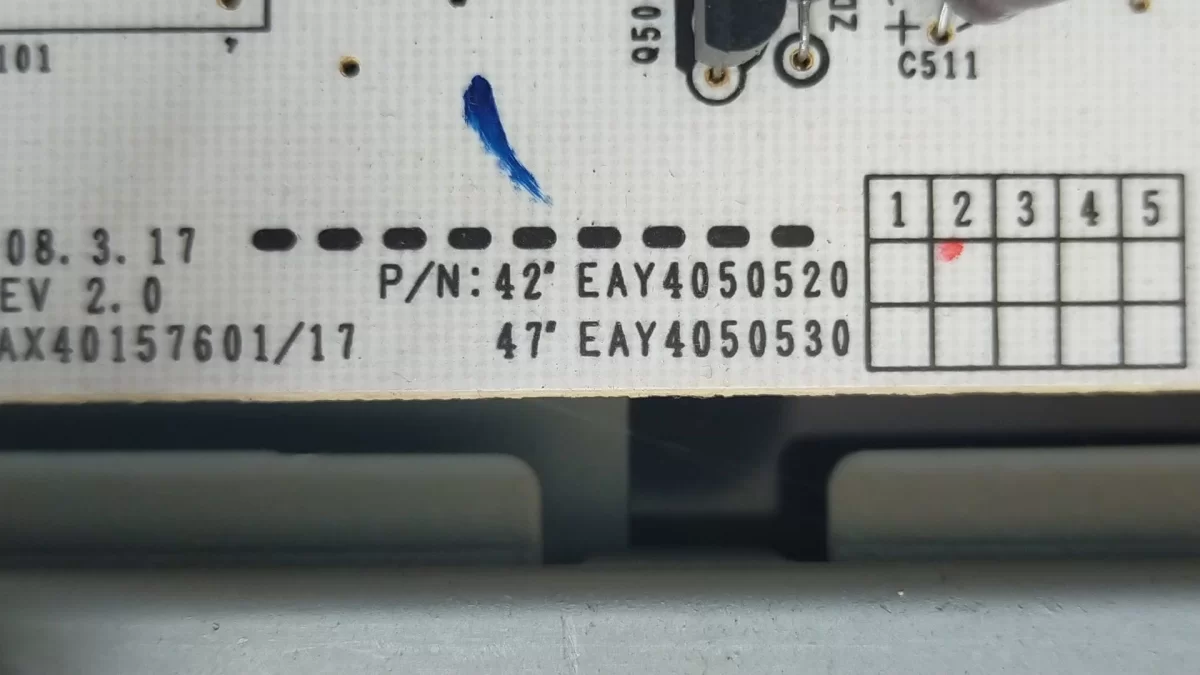 101
Q50
ZD
+
C511
1 2 3 4 5
08.3.17
EV 2.0
P/N: 42" EAY4050520
AX40157601/17
47" EAY4050530